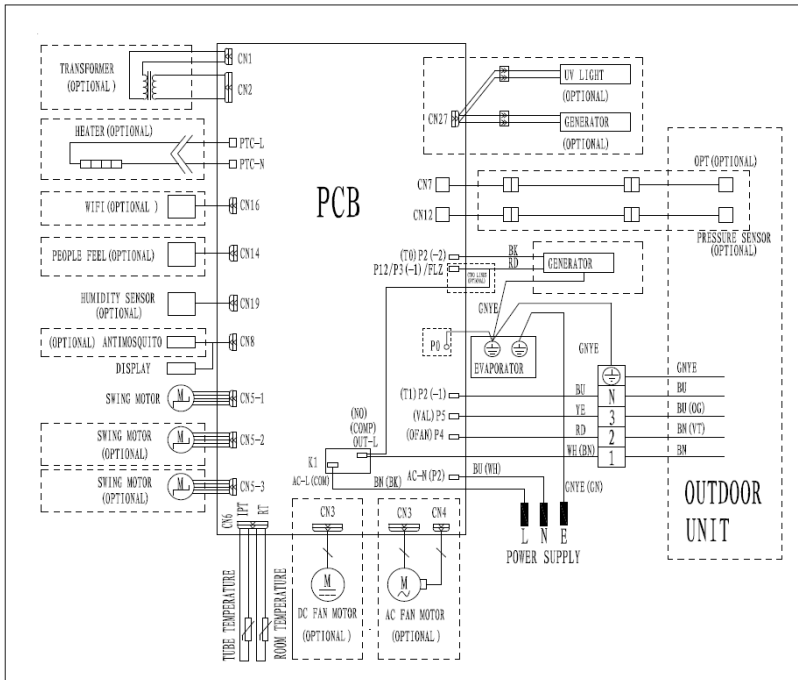 TRANSFORMER
(OPTIONAL )
CN1
CN2
HEATER(OPTIONAL)
PTC-L
PTC-N
WIFI(OPTIONAL )
CN16
PEOPLE FEEL(OPTIONAL)
CN14
HUMIDITY SENSOR
(OPTIONAL)
CN19
(OPTIONAL) ANTIMOSQUITO
CN8
DISPLAY
SWING MOTOR
M
CN5-1
SWING MOTOR
(OPTIONAL)
M
CN5-2
SWING MOTOR
(OPTIONAL)
M
CN5-3
PCB
UV LIGHT
(OPTIONAL)
CN27
GENERATOR
(OPTIONAL)
CN7
OPT(OPTIONAL)
CN12
PRESSURE SENSOR
(OPTIONAL)
(T0)P2(-2)
BK
P12/P3(-1)/FLZ
RD
GENERATOR
(TWO LINES
OPTIONAL)
GNYE
P0
EVAPORATOR
GNYE
GNYE
(T1)P2(-1)
BU
N
BU
(VAL)P5
YE
3
BU(OG)
(OFAN)P4
RD
2
BN(VT)
WH(BN)
1
BN
(NO)
(COMP)
OUT-L
K1
AC-L(COM)
BN(BK)
AC-N(P2)
BU(WH)
GNYE(GN)
L N E
POWER SUPPLY
OUTDOOR
UNIT
CN6
IPT
RT
TUBE TEMPERATURE
ROOM TEMPERATURE
CN3
M
DC FAN MOTOR
(OPTIONAL)
CN3
CN4
M
AC FAN MOTOR
(OPTIONAL )